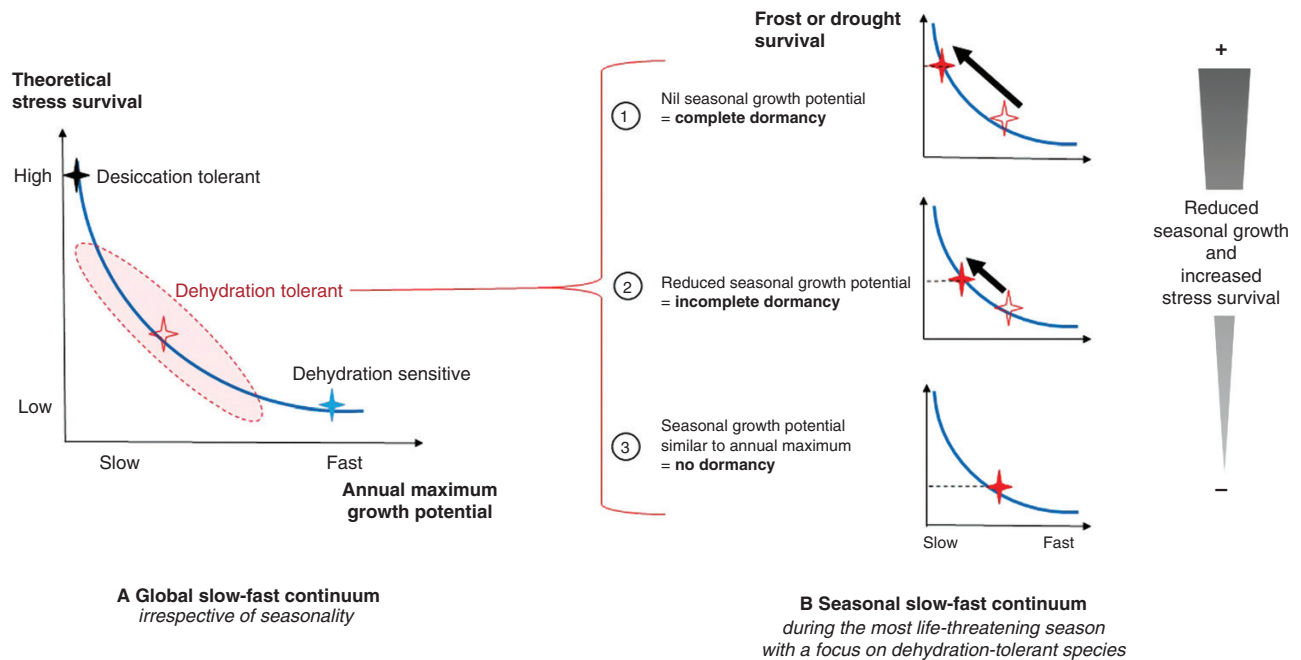 Theoretical
stress survival
High
Desiccation tolerant
Dehydration tolerant
Dehydration sensitive
Low
Slow
Fast
Annual maximum
growth potential
A Global slow-fast continuum
irrespective of seasonality
Frost or drought
survival
1
Nil seasonal growth potential
= complete dormancy
2
Reduced seasonal growth potential
= incomplete dormancy
3
Seasonal growth potential
similar to annual maximum
= no dormancy
Slow
Fast
+
Reduced
seasonal growth
and
increased
stress survival
–
B Seasonal slow-fast continuum
during the most life-threatening season
with a focus on dehydration-tolerant species